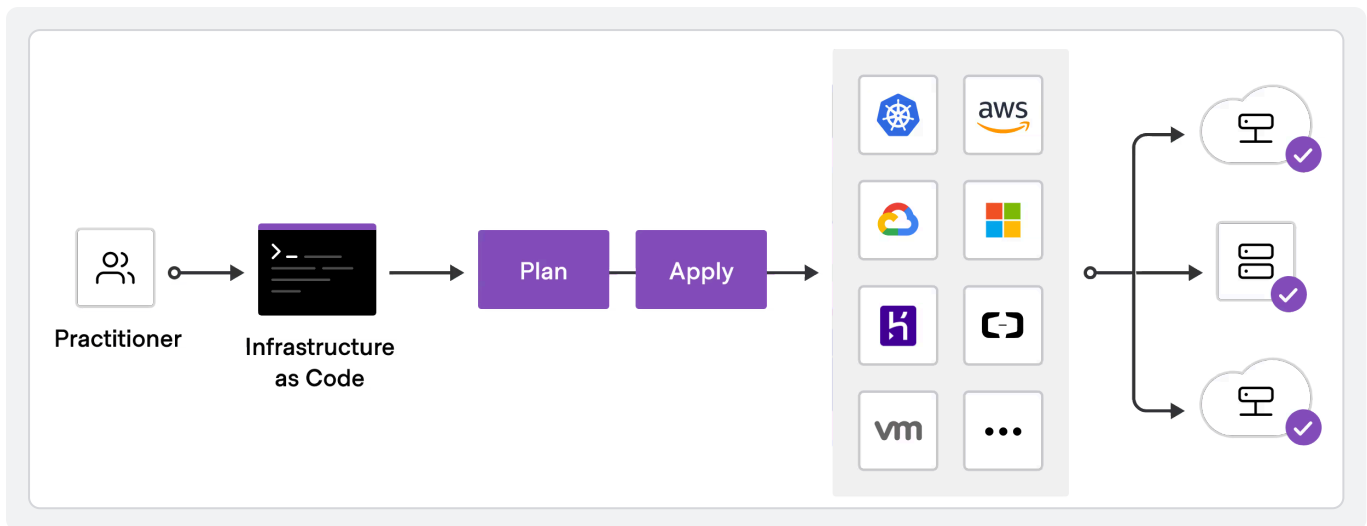 Practitioner
Infrastructure
as Code
Plan
Apply
aws
vm